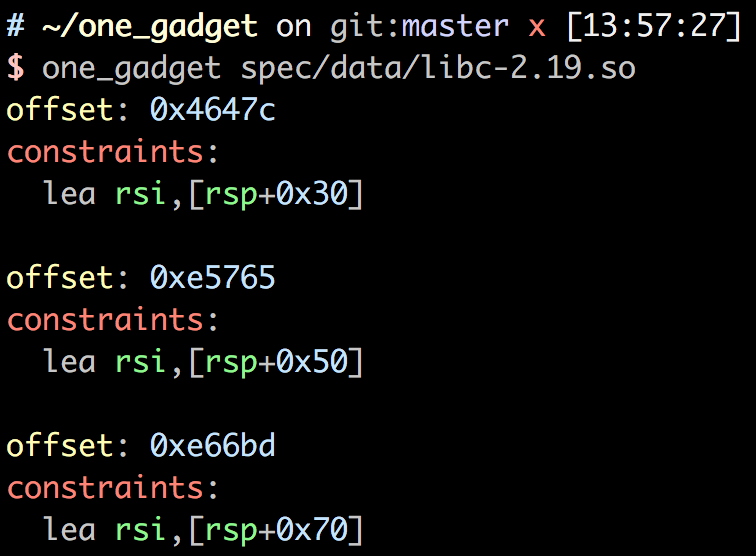 # ~/one_gadget on git:master x [13:57:27]
$ one_gadget spec/data/libc-2.19.so
offset: 0x4647c
constraints:
  lea rsi,[rsp+0x30]

offset: 0xe5765
constraints:
  lea rsi,[rsp+0x50]

offset: 0xe66bd
constraints:
  lea rsi,[rsp+0x70]